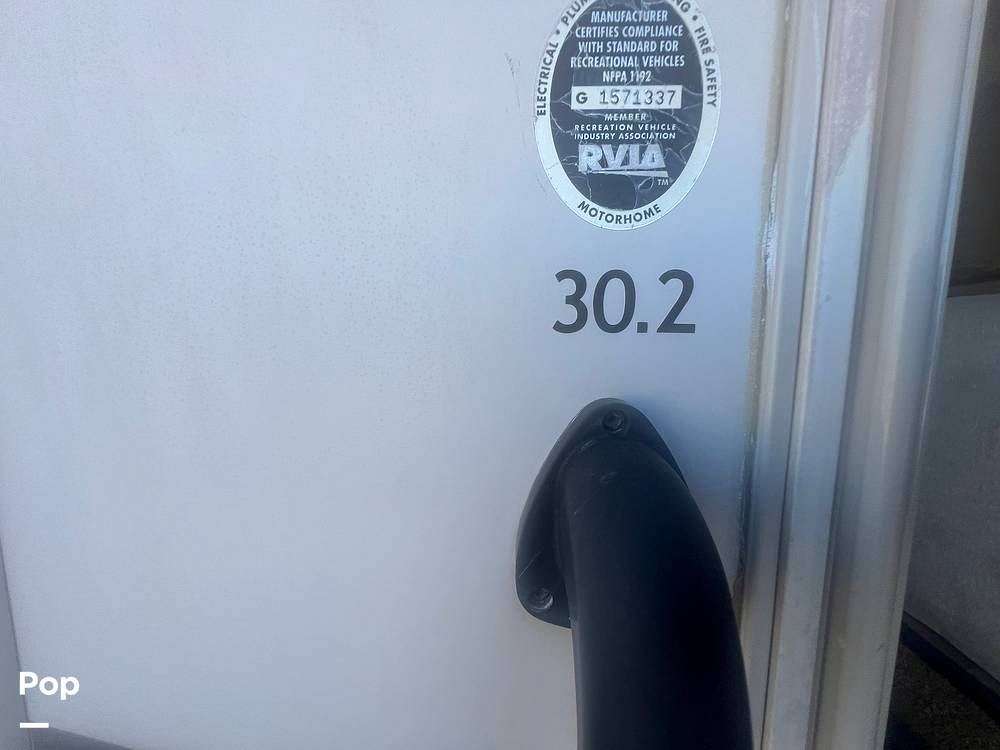 ELECTRICAL • FIRE SAFETY
MANUFACTURER
CERTIFIES COMPLIANCE
WITH STANDARD FOR
RECREATIONAL VEHICLES
NFPA 1192
G 1571337
MEMBER
RECREATION VEHICLE
INDUSTRY ASSOCIATION
RVIA
TM
MOTORHOME
30.2
Pop